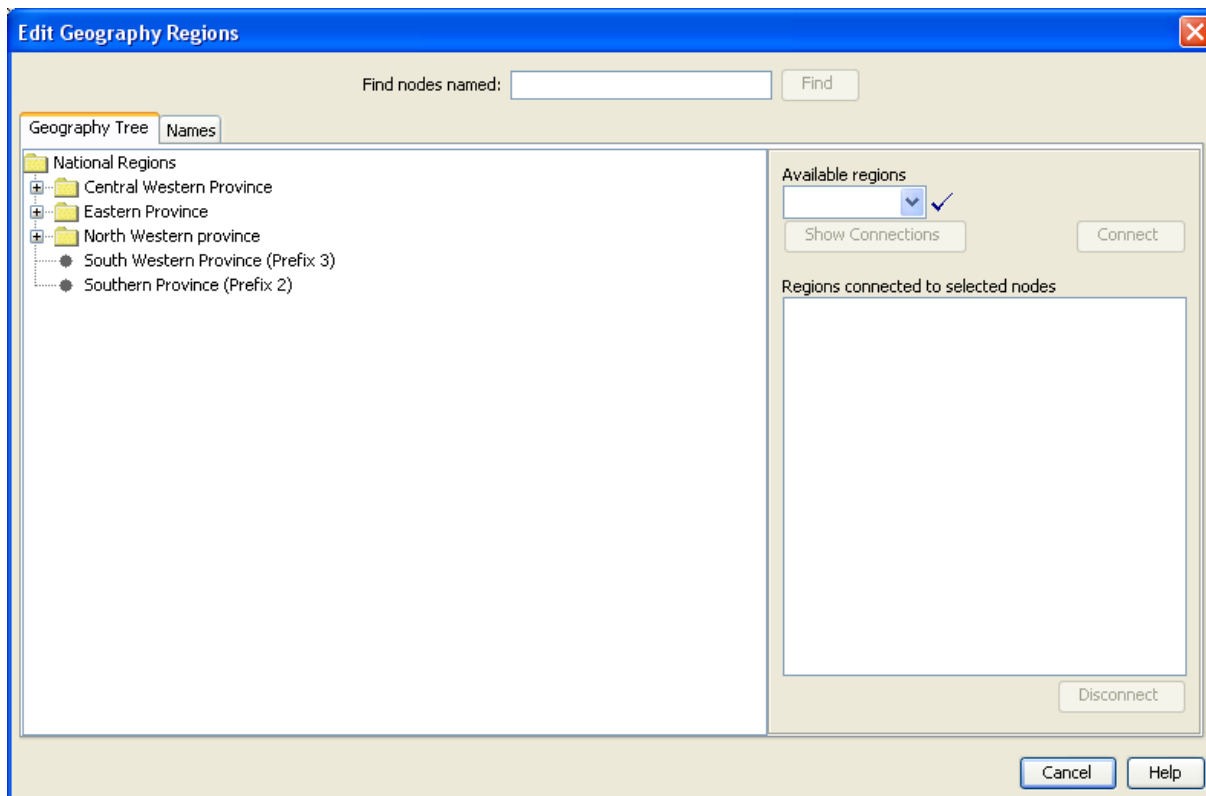 Edit Geography Regions
Find nodes named:
Find
Geography Tree
Names
National Regions
Central Western Province
Eastern Province
North Western province
South Western Province (Prefix 3)
Southern Province (Prefix 2)
Available regions
Show Connections
Connect
Regions connected to selected nodes
Disconnect
Cancel
Help